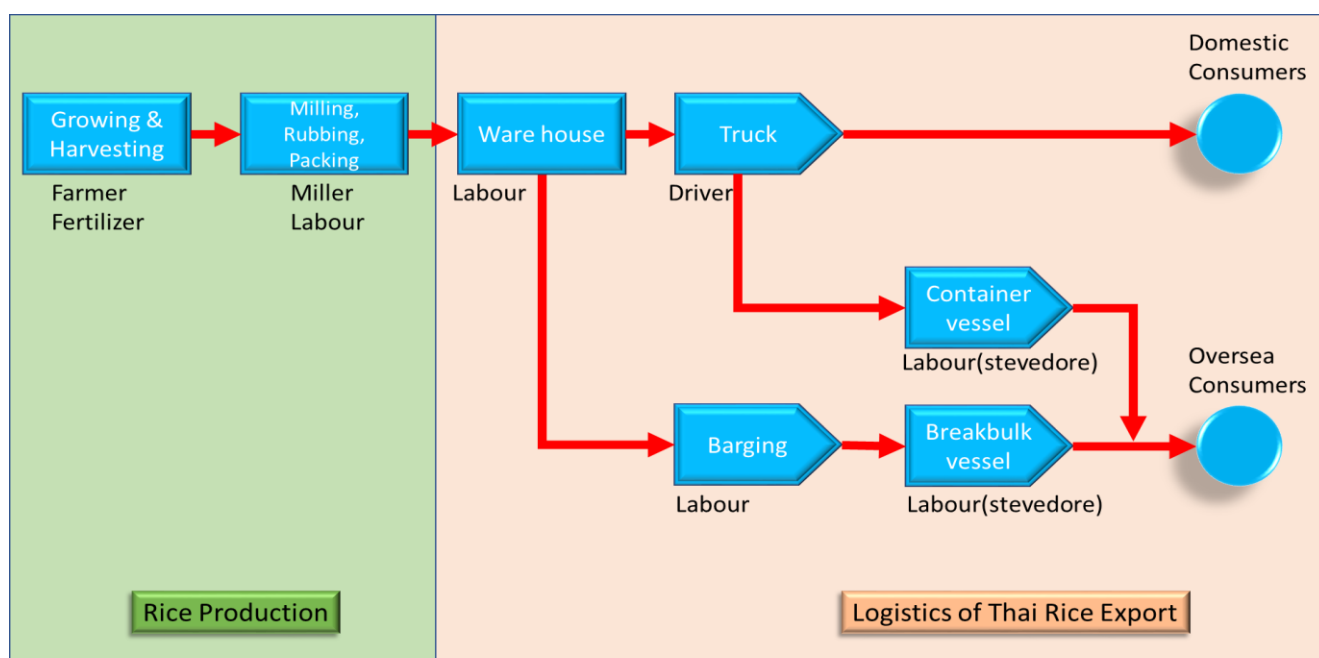 Domestic
Consumers
Growing &
Harvesting
Milling,
Rubbing,
Packing
Ware house
Truck
Farmer
Fertilizer
Miller
Labour
Labour
Driver
Container
vessel
Labour(stevedore)
Oversea
Consumers
Barging
Breakbulk
vessel
Labour
Labour(stevedore)
Rice Production
Logistics of Thai Rice Export